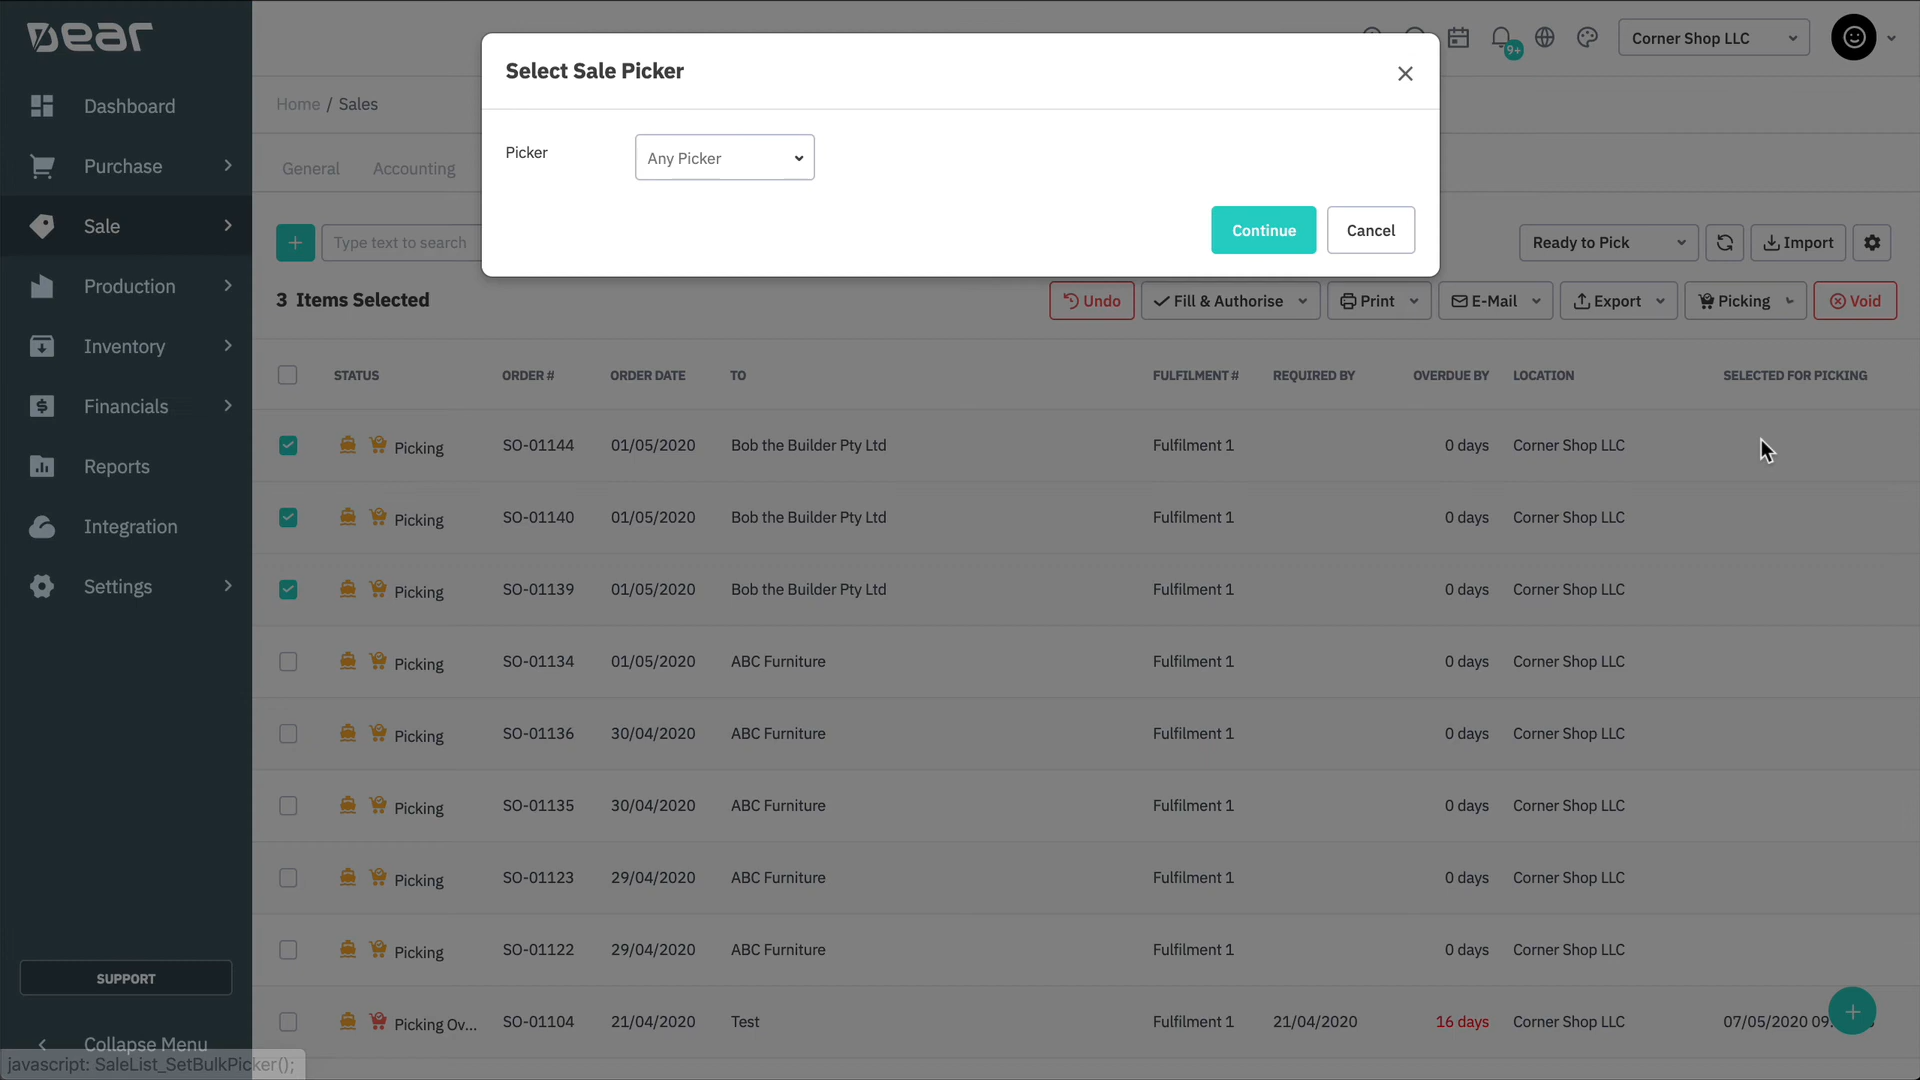 Dear
Corner Shop LLC
9+
Select Sale Picker
Picker
Any Picker
Continue
Cancel
Dashboard
Purchase
Sale
Production
Inventory
Financials
Reports
Integration
Settings
SUPPORT
Collapse Menu
javascript: SaleList_SetBulkPicker();
Home / Sales
General Accounting
+ Type text to search
Ready to Pick
Import
3 Items Selected
Undo Fill & Authorise Print E-Mail Export Picking Void
STATUS ORDER # ORDER DATE TO FULFILMENT # REQUIRED BY OVERDUE BY LOCATION SELECTED FOR PICKING
Picking SO-01144 01/05/2020 Bob the Builder Pty Ltd Fulfilment 1 0 days Corner Shop LLC
Picking SO-01140 01/05/2020 Bob the Builder Pty Ltd Fulfilment 1 0 days Corner Shop LLC
Picking SO-01139 01/05/2020 Bob the Builder Pty Ltd Fulfilment 1 0 days Corner Shop LLC
Picking SO-01134 01/05/2020 ABC Furniture Fulfilment 1 0 days Corner Shop LLC
Picking SO-01136 30/04/2020 ABC Furniture Fulfilment 1 0 days Corner Shop LLC
Picking SO-01135 30/04/2020 ABC Furniture Fulfilment 1 0 days Corner Shop LLC
Picking SO-01123 29/04/2020 ABC Furniture Fulfilment 1 0 days Corner Shop LLC
Picking SO-01122 29/04/2020 ABC Furniture Fulfilment 1 0 days Corner Shop LLC
Picking Ov... SO-01104 21/04/2020 Test Fulfilment 1 21/04/2020 16 days Corner Shop LLC 07/05/2020 09:
+